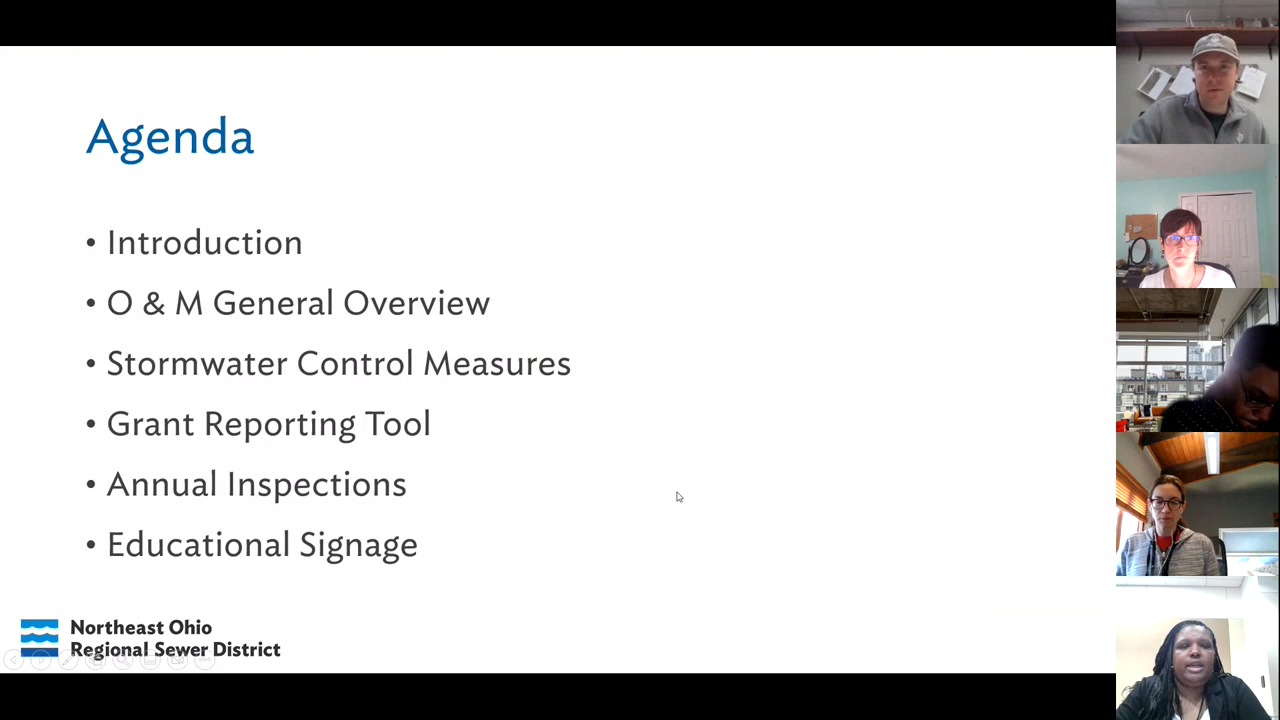 Agenda
• Introduction
• O & M General Overview
• Stormwater Control Measures
• Grant Reporting Tool
• Annual Inspections
• Educational Signage
Northeast Ohio
Regional Sewer District